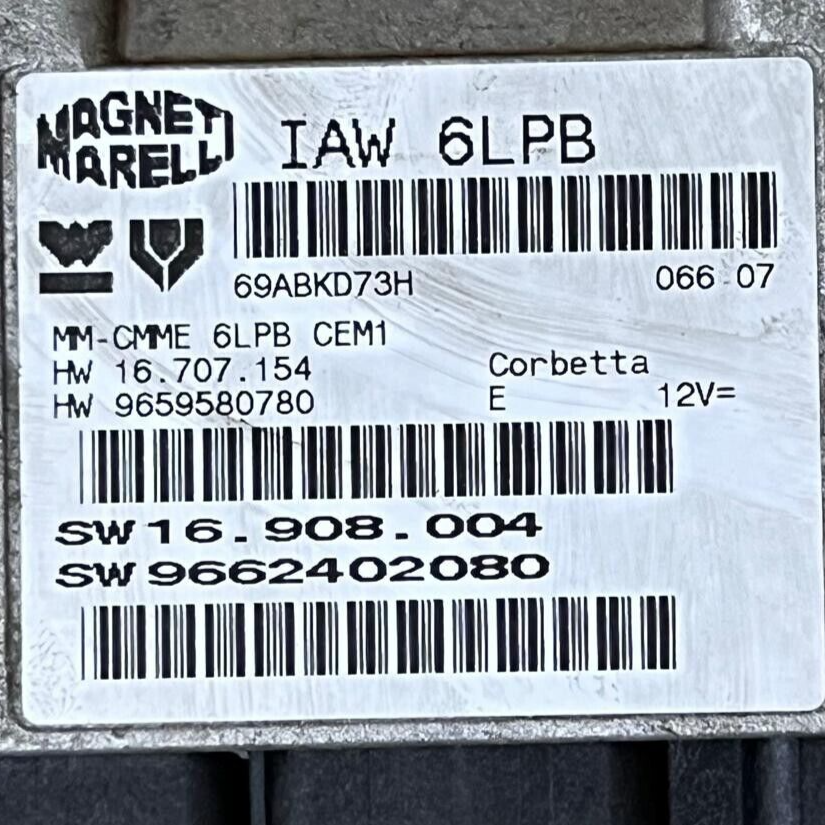 MAGNETI
MARELLI
IAW 6LPB
69ABKD73H 066 07
MM-CMME 6LPB CEM1
HW 16.707.154 Corbetta
HW 9659580780 E 12V=
SW 16.908.004
SW 9662402080